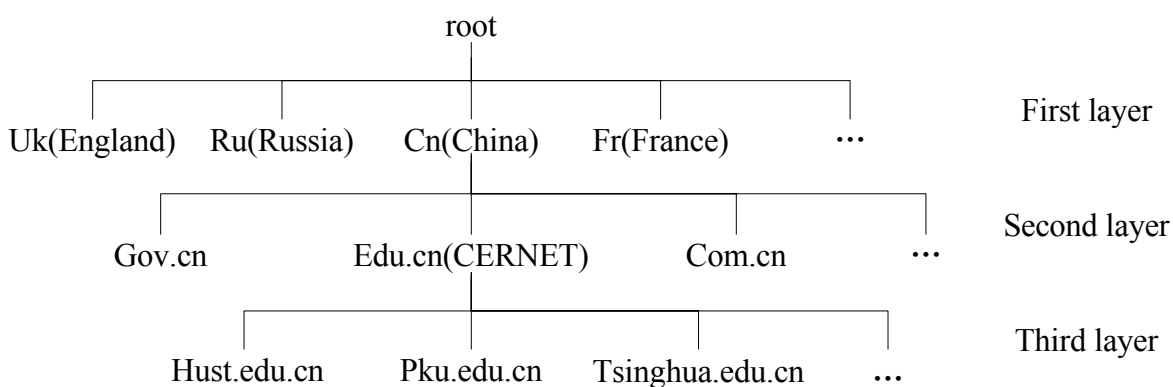 root
Uk(England) Ru(Russia) Cn(China) Fr(France) ... First layer
Gov.cn Edu.cn(CERNET) Com.cn ... Second layer
Hust.edu.cn Pku.edu.cn Tsinghua.edu.cn ... Third layer